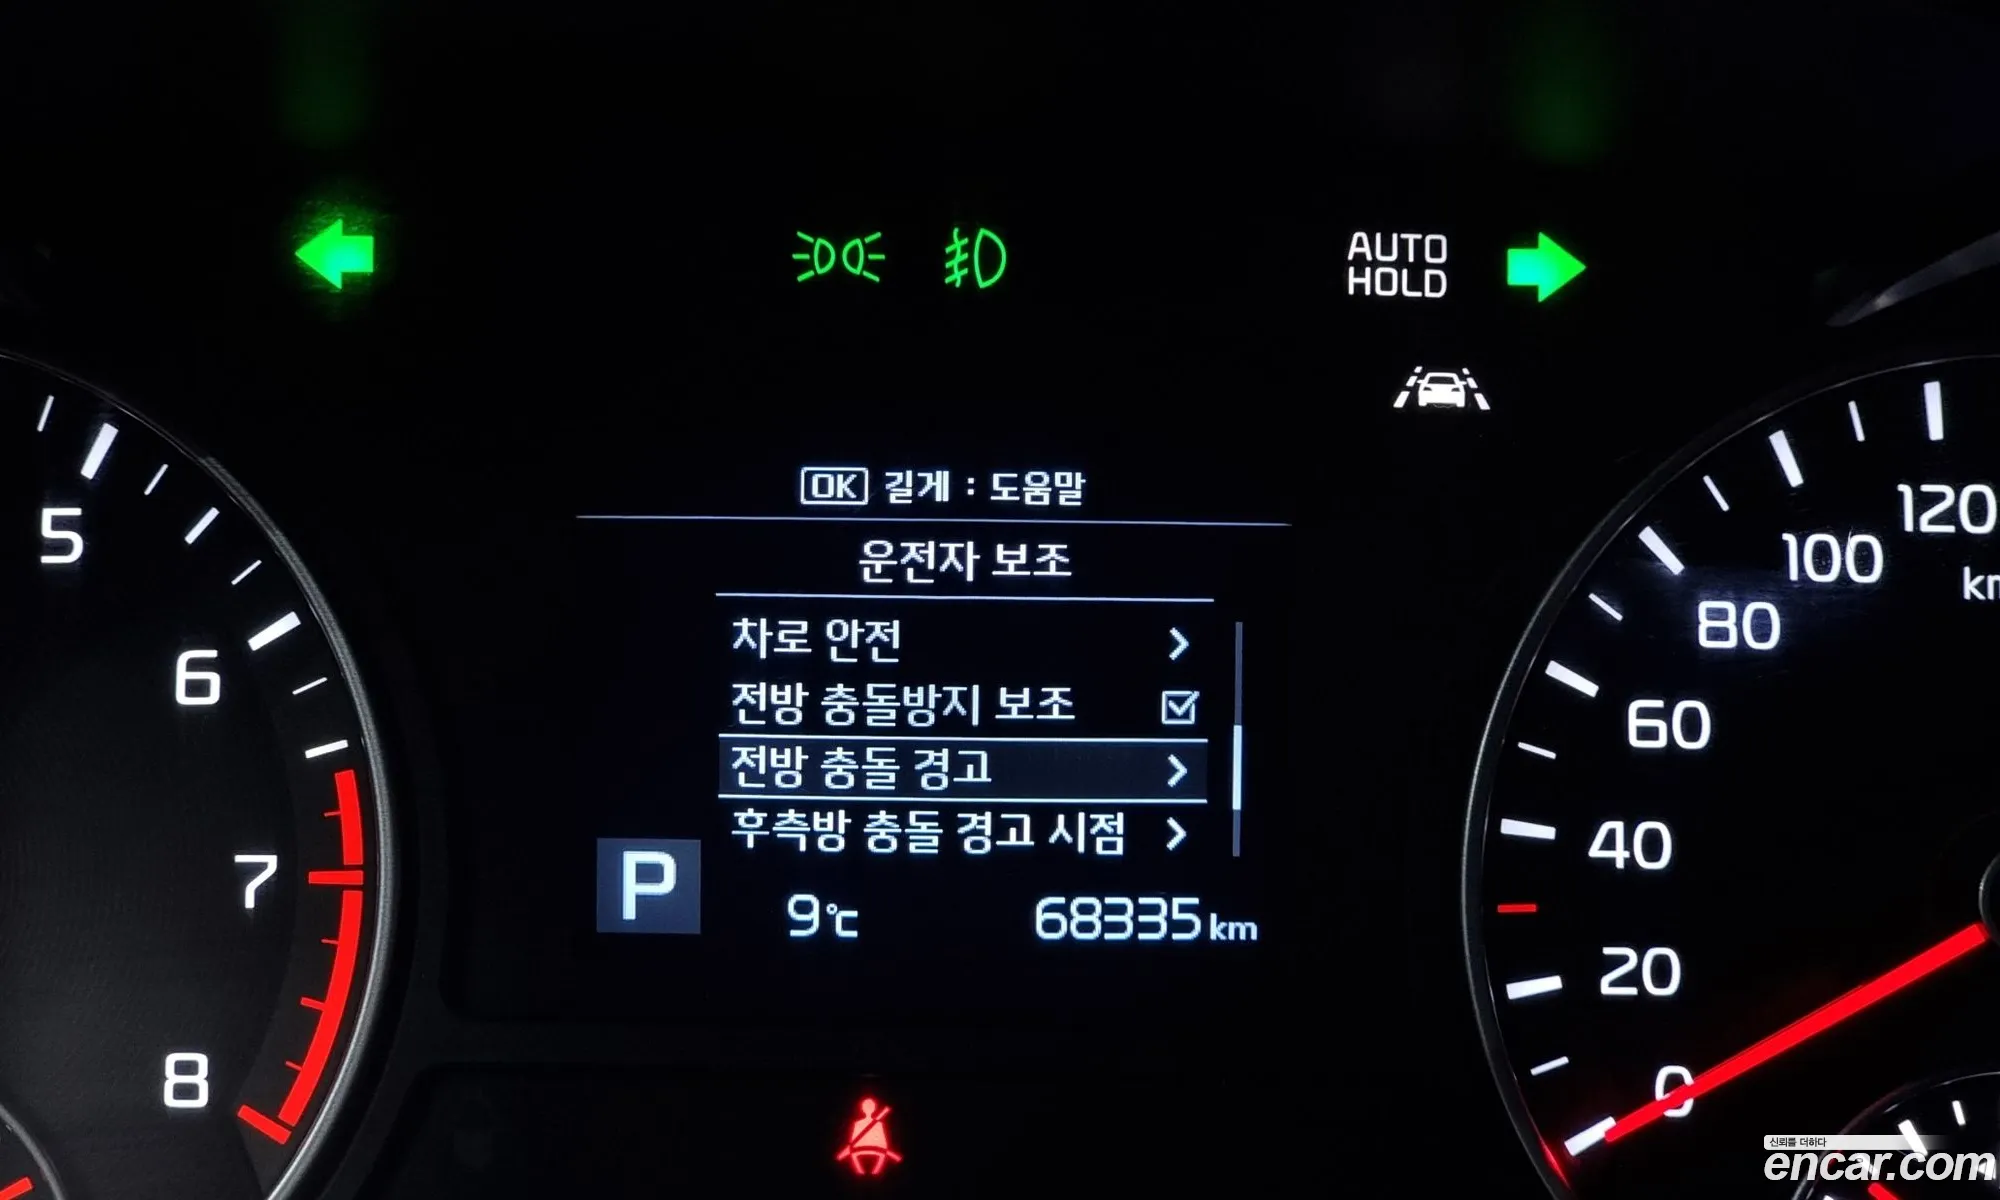 AUTO
HOLD
OK 길게 : 도움말
운전자 보조
차로 안전
전방 충돌방지 보조
전방 충돌 경고
후측방 충돌 경고 시점
P
9℃
68335 km
5
6
7
8
120
100
km
80
60
40
20
0
신뢰를 더하다
encar.com